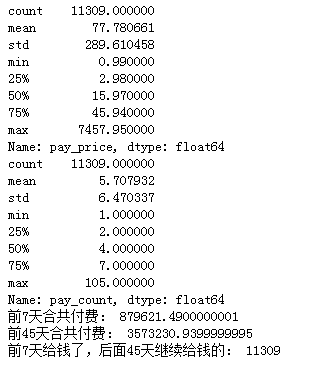 count    11309.000000
mean        77.780661
std        289.610458
min          0.990000
25%          2.980000
50%         15.970000
75%         45.940000
max       7457.950000
Name: pay_price, dtype: float64
count    11309.000000
mean         5.707932
std          6.470337
min          1.000000
25%          2.000000
50%          4.000000
75%          7.000000
max        105.000000
Name: pay_count, dtype: float64
前7天合共付费： 879621.4900000001
前45天合共付费： 3573230.9399999995
前7天给钱了，后面45天继续给钱的： 11309